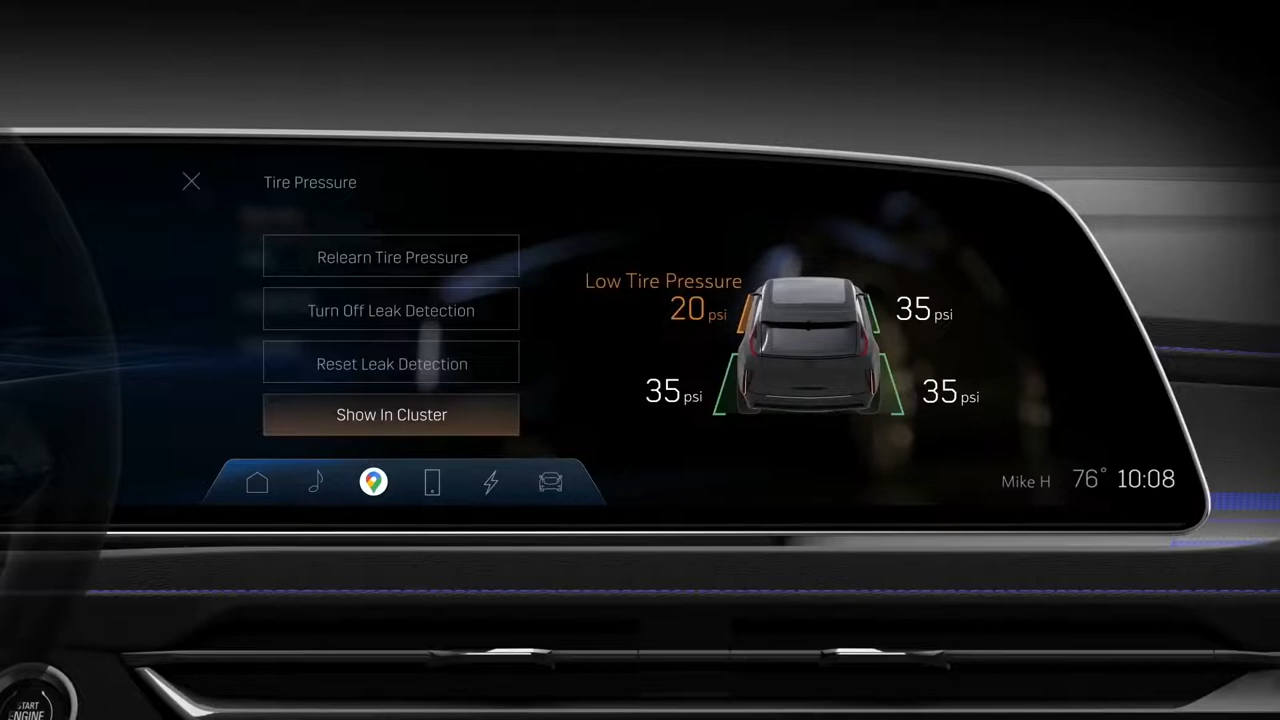 Tire Pressure
Relearn Tire Pressure
Turn Off Leak Detection
Reset Leak Detection
Show In Cluster
Low Tire Pressure
20 psi
35 psi
35 psi
35 psi
Mike H 76° 10:08
START
ENGINE